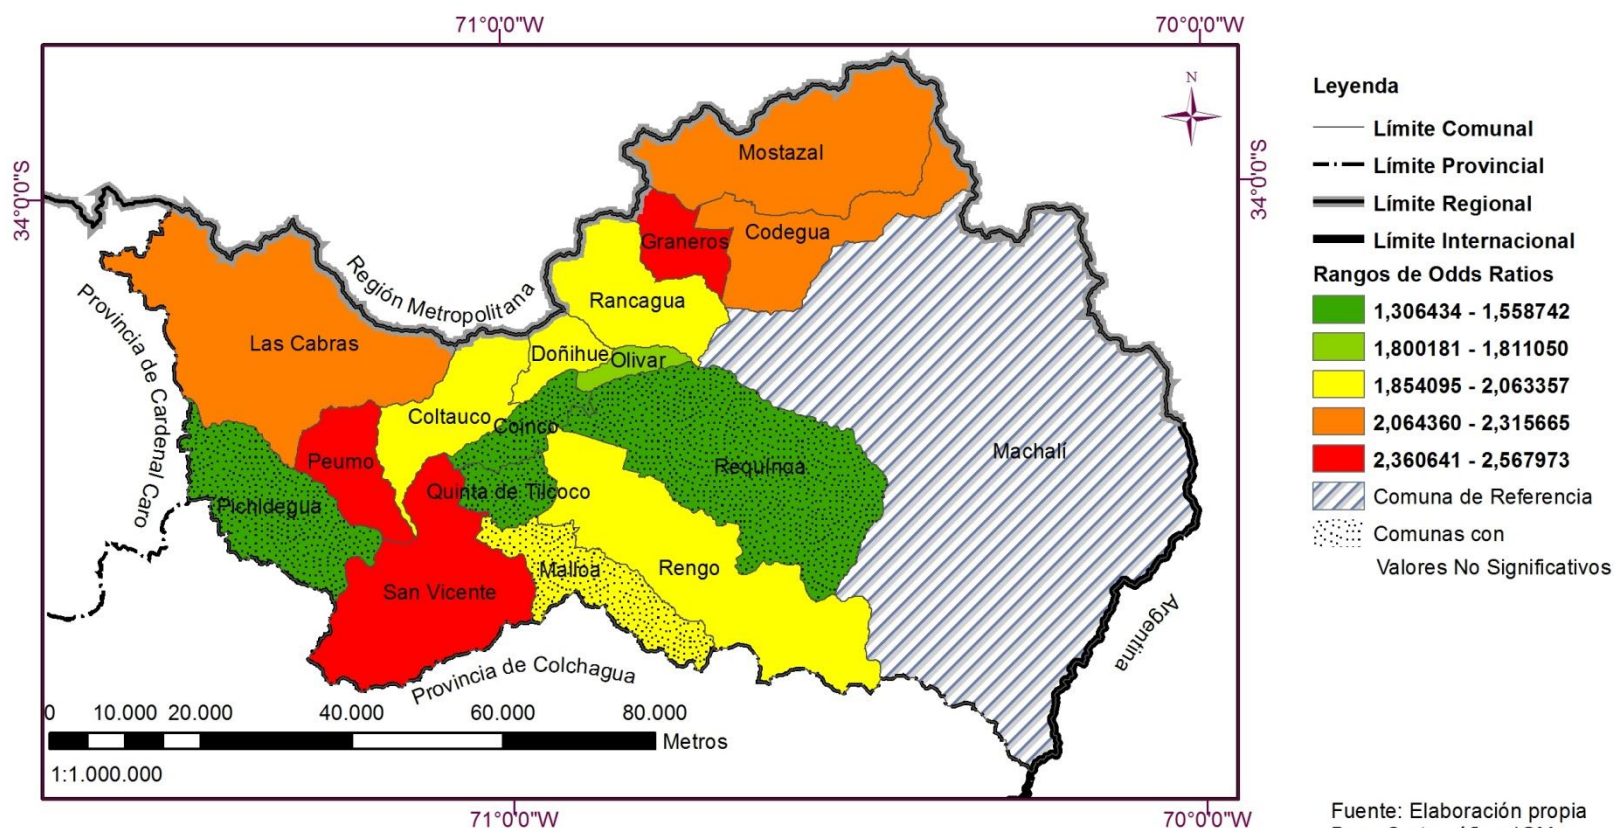 71°0'0"W
70°0'0"W
34°0'0"S
34°0'0"S
N
Mostazal
Graneros
Codegua
Región Metropolitana
Rancagua
Provincia de Cardenal Caro
Las Cabras
Doñihue
Olivar
Coltauco
Coinco
Machalí
Peumo
Requinoa
Quinta de Tilcoco
Pichidegua
Malloa
Rengo
San Vicente
Argentina
Provincia de Colchagua
0 10.000 20.000 40.000 60.000 80.000
Metros
1:1.000.000
71°0'0"W
70°0'0"W
Leyenda
Límite Comunal
Límite Provincial
Límite Regional
Límite Internacional
Rangos de Odds Ratios
1,306434 - 1,558742
1,800181 - 1,811050
1,854095 - 2,063357
2,064360 - 2,315665
2,360641 - 2,567973
Comuna de Referencia
Comunas con
Valores No Significativos
Fuente: Elaboración propia